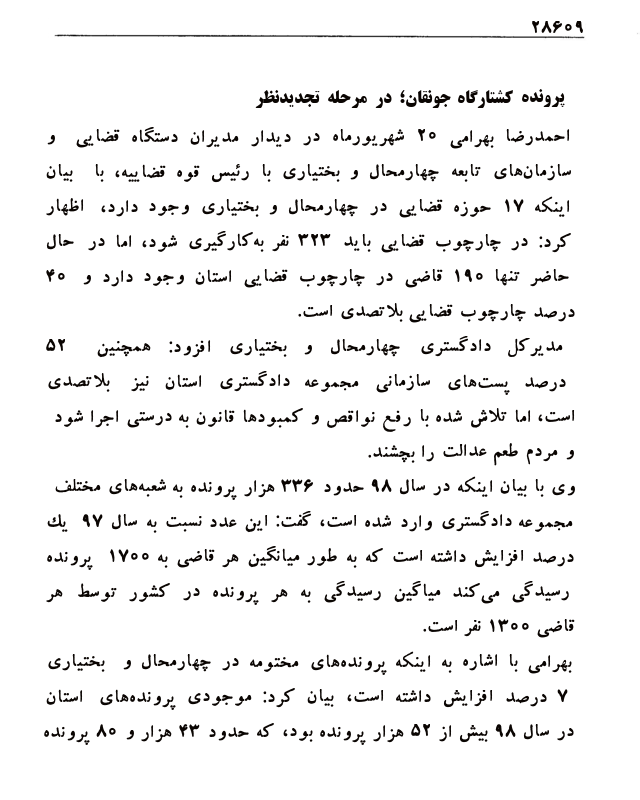 ۲۸۶۰۹
پرونده کشتارگاه جونقان؛ در مرحله تجدیدنظر
احمدرضا بهرامی ۲۰ شهریورماه در دیدار مدیران دستگاه قضایی و
سازمان‌های تابعه چهارمحال و بختیاری با رئیس قوه قضاییه، با بیان
اینکه ۱۷ حوزه قضایی در چهارمحال و بختیاری وجود دارد، اظهار
کرد: در چارچوب قضایی باید ۳۲۳ نفر به‌کارگیری شود، اما در حال
حاضر تنها ۱۹۰ قاضی در چارچوب قضایی استان وجود دارد و ۴۰
درصد چارچوب قضایی بلاتصدی است.
مدیرکل دادگستری چهارمحال و بختیاری افزود: همچنین ۵۲
درصد پست‌های سازمانی مجموعه دادگستری استان نیز بلاتصدی
است، اما تلاش شده با رفع نواقص و کمبودها قانون به درستی اجرا شود
و مردم طعم عدالت را بچشند.
وی با بیان اینکه در سال ۹۸ حدود ۳۳۶ هزار پرونده به شعبه‌های مختلف
مجموعه دادگستری وارد شده است، گفت: این عدد نسبت به سال ۹۷ یك
درصد افزایش داشته است که به طور میانگین هر قاضی به ۱۷۰۰ پرونده
رسیدگی می‌کند میاگین رسیدگی به هر پرونده در کشور توسط هر
قاضی ۱۳۰۰ نفر است.
بهرامی با اشاره به اینکه پرونده‌های مختومه در چهارمحال و بختیاری
۷ درصد افزایش داشته است، بیان کرد: موجودی پرونده‌های استان
در سال ۹۸ بیش از ۵۲ هزار پرونده بود، که حدود ۴۳ هزار و ۸۰ پرونده